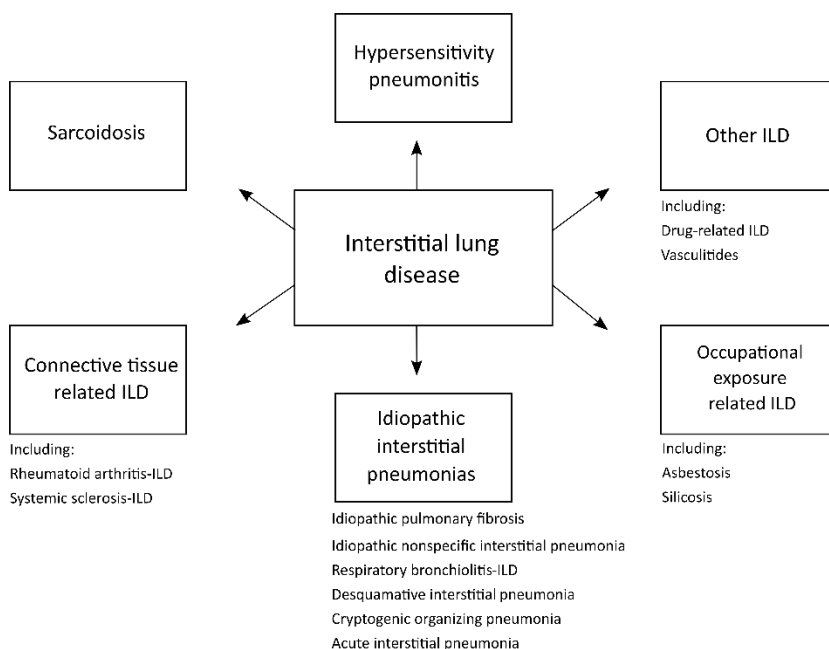 Hypersensitivity
pneumonitis
Sarcoidosis
Other ILD
Including:
Drug-related ILD
Vasculitides
Interstitial lung
disease
Connective tissue
related ILD
Including:
Rheumatoid arthritis-ILD
Systemic sclerosis-ILD
Idiopathic
interstitial
pneumonias
Idiopathic pulmonary fibrosis
Idiopathic nonspecific interstitial pneumonia
Respiratory bronchiolitis-ILD
Desquamative interstitial pneumonia
Cryptogenic organizing pneumonia
Acute interstitial pneumonia
Occupational
exposure
related ILD
Including:
Asbestosis
Silicosis